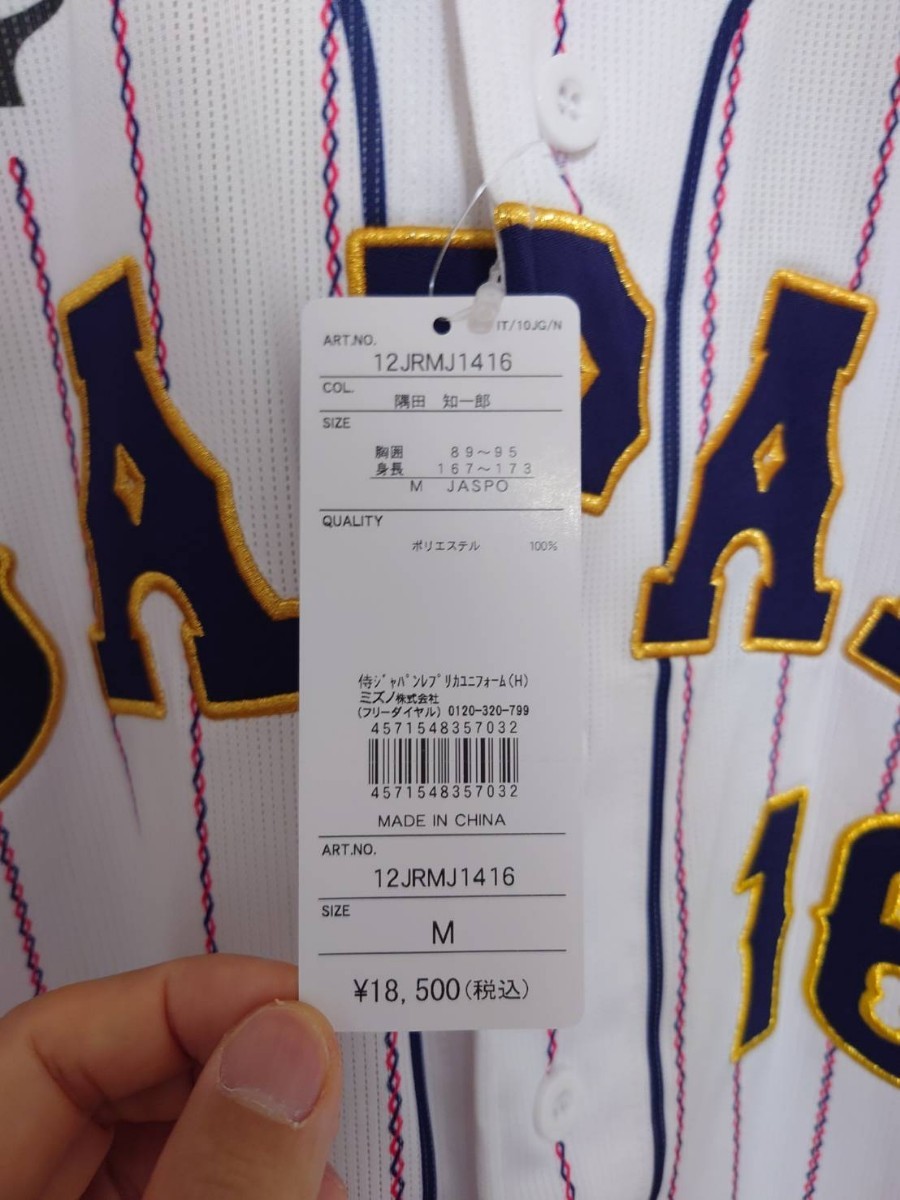 JAPAN
16
IT/10JG/N
ART.NO.
12JRMJ1416
COL.
隅田 知一郎
SIZE
胸囲 89~95
身長 167~173
M JASPO
QUALITY
ポリエステル 100%
侍ｼﾞｬﾊﾟﾝﾚﾌﾟﾘｶﾕﾆﾌｫｰﾑ(H)
ミズノ株式会社
(フリーダイヤル) 0120-320-799
4571548357032
4571548357032
MADE IN CHINA
ART.NO.
12JRMJ1416
SIZE
M
¥18,500(税込)